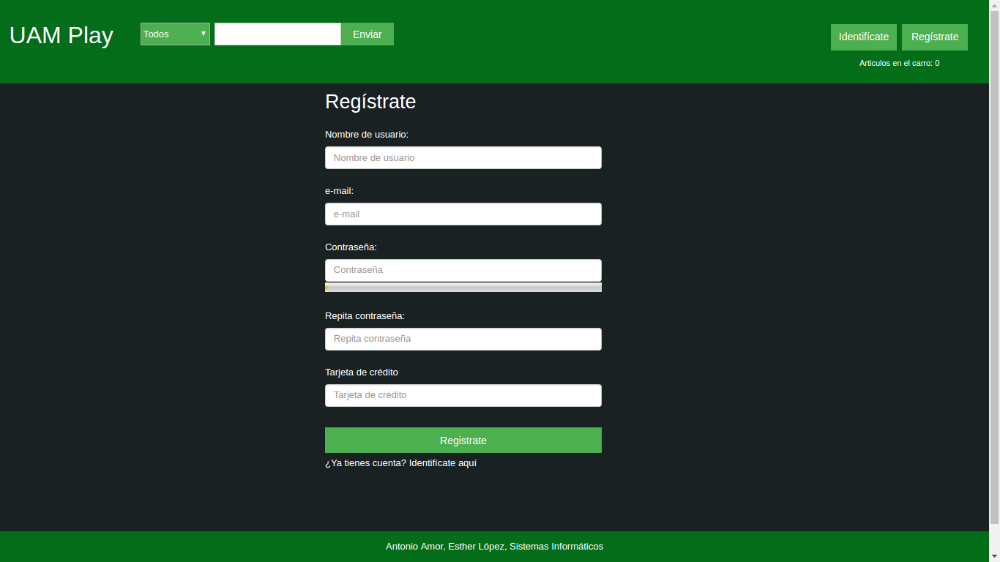 UAM Play
Todos
Enviar
Identifícate
Regístrate
Articulos en el carro: 0
Regístrate
Nombre de usuario:
Nombre de usuario
e-mail:
e-mail
Contraseña:
Contraseña
Repita contraseña:
Repita contraseña
Tarjeta de crédito
Tarjeta de crédito
Registrate
¿Ya tienes cuenta? Identifícate aquí
Antonio Amor, Esther López, Sistemas Informáticos